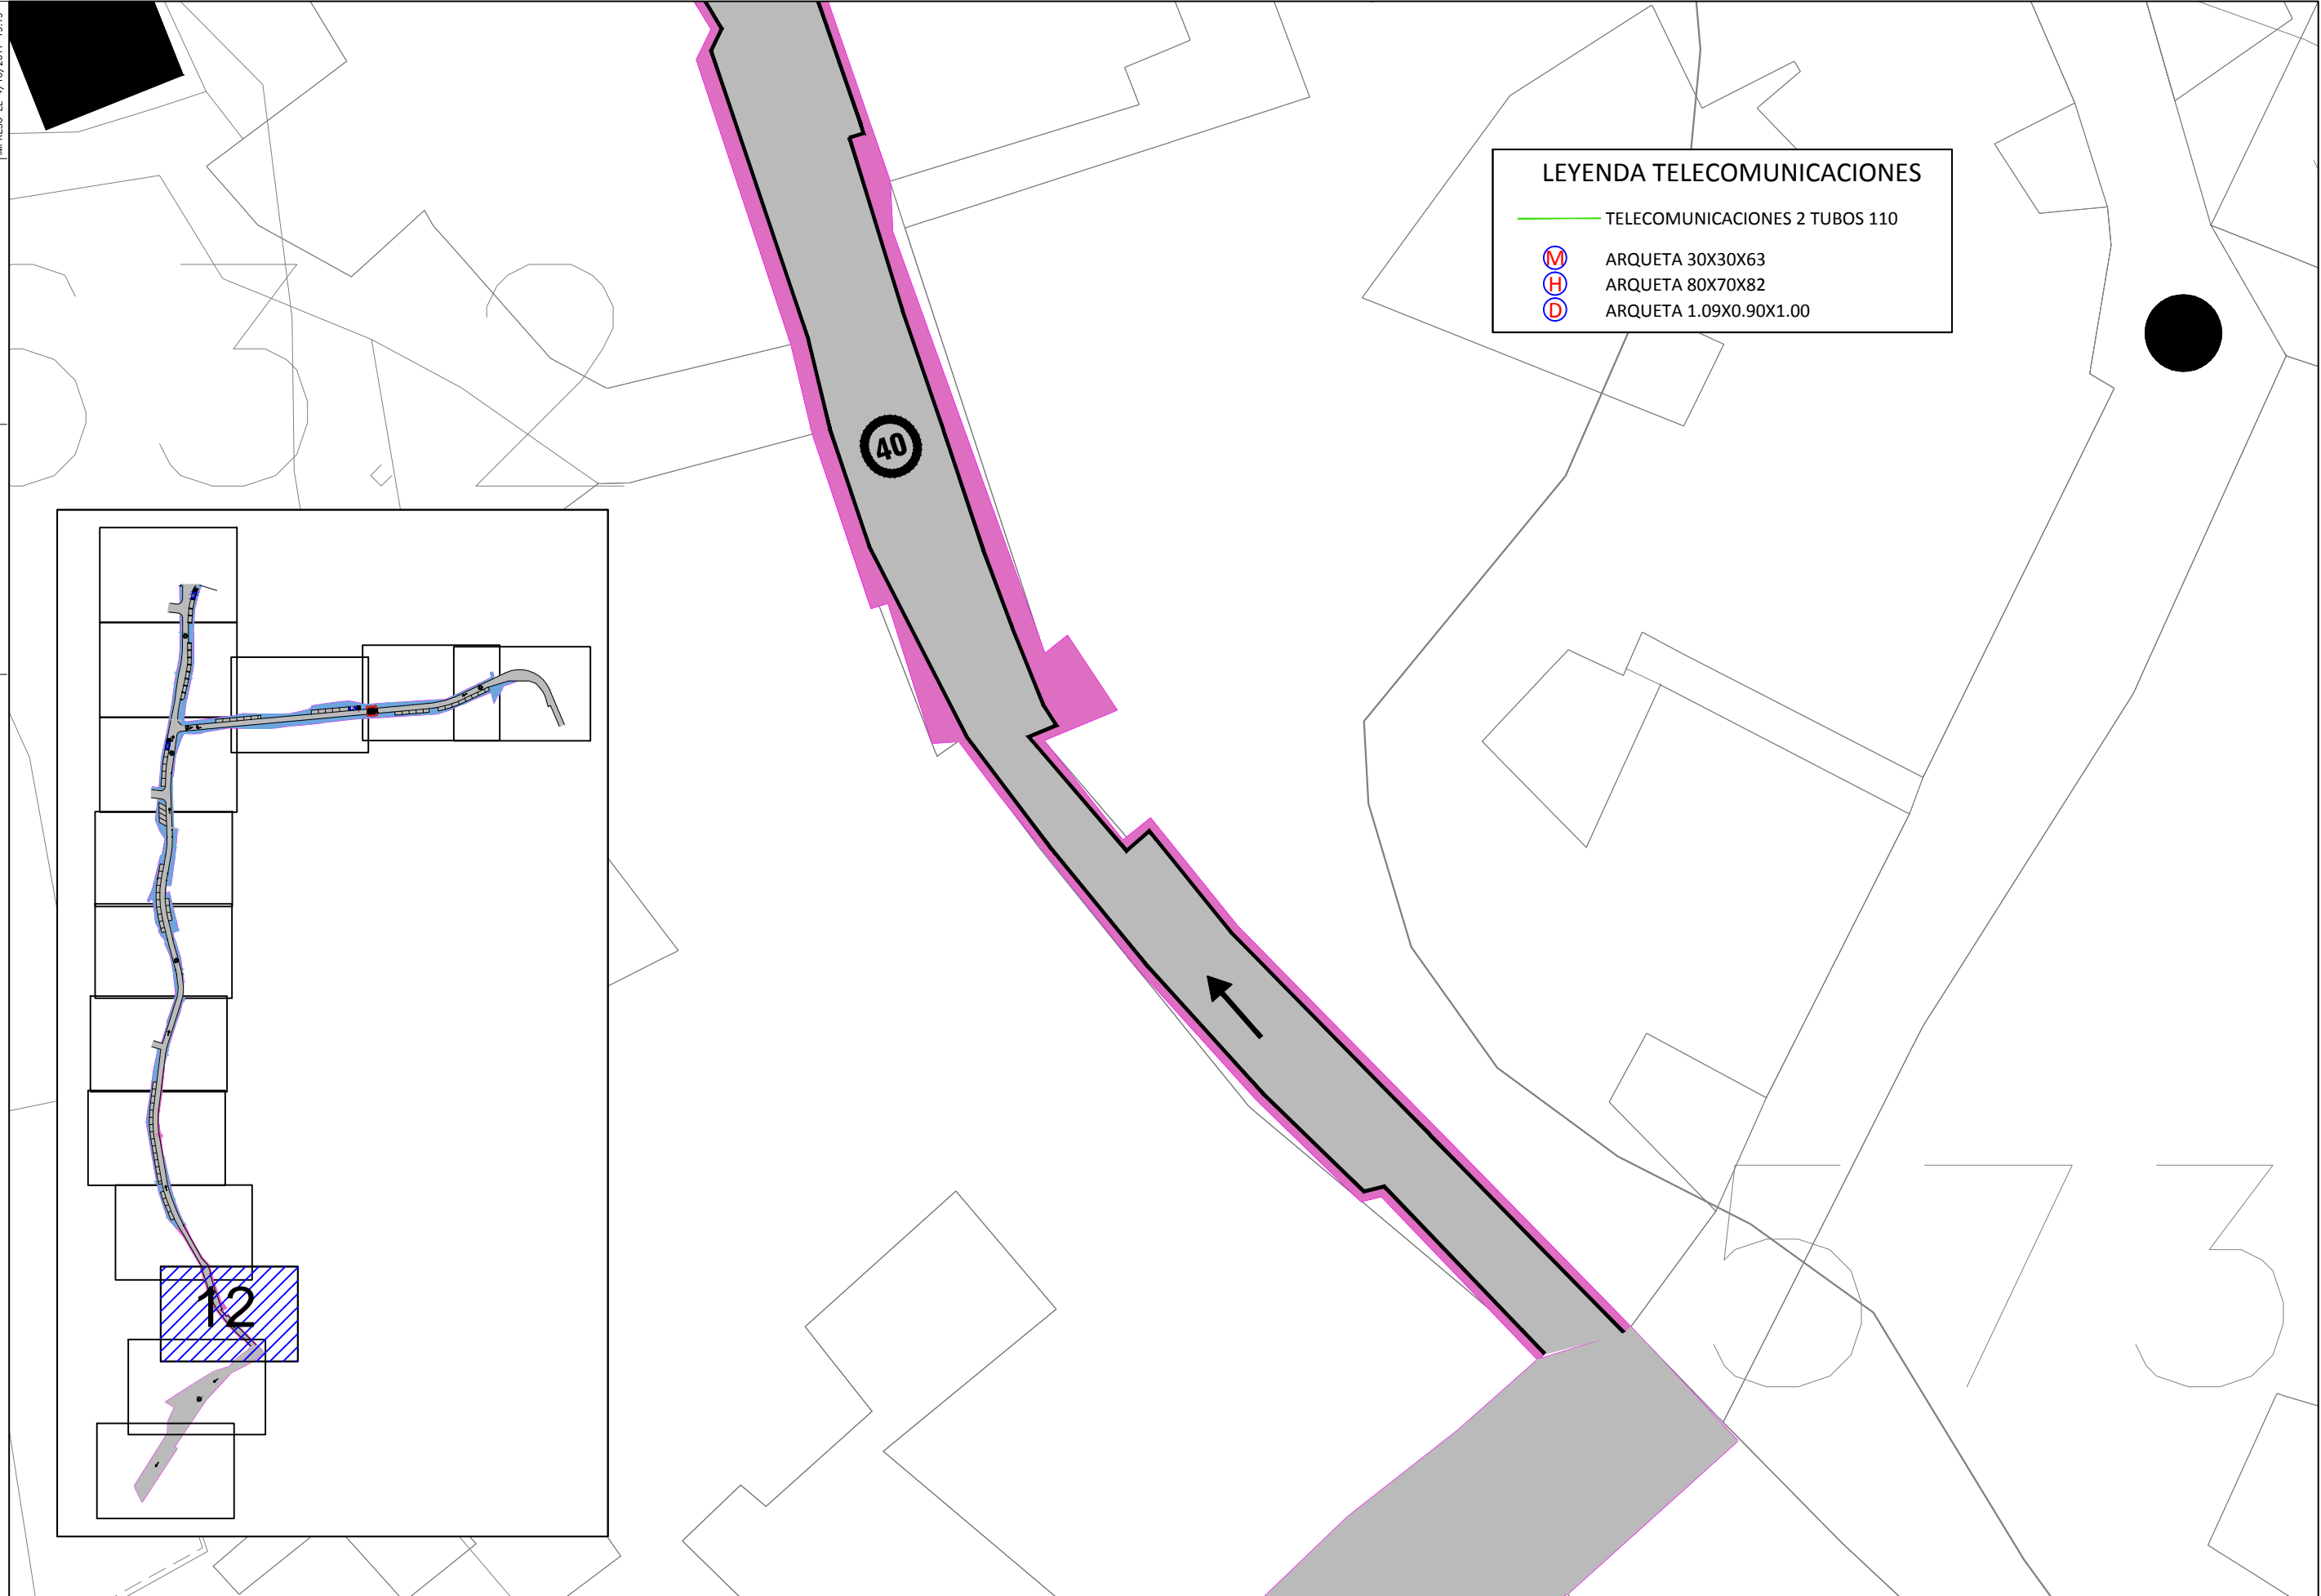 LEYENDA TELECOMUNICACIONES
TELECOMUNICACIONES 2 TUBOS 110
M ARQUETA 30X30X63
H ARQUETA 80X70X82
D ARQUETA 1.09X0.90X1.00
40
12